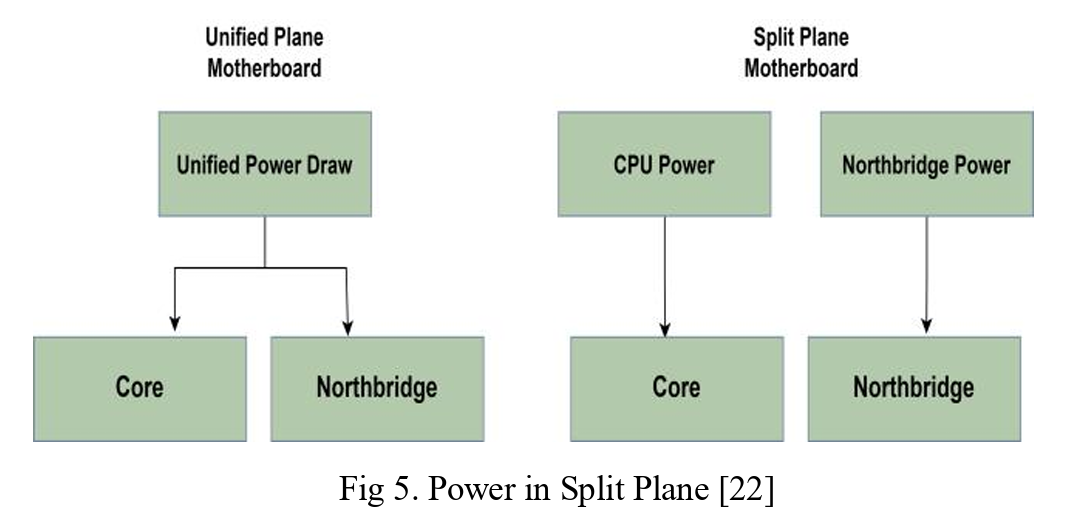 Unified Plane
Motherboard
Split Plane
Motherboard
Unified Power Draw
CPU Power
Northbridge Power
Core
Northbridge
Core
Northbridge
Fig 5. Power in Split Plane [22]